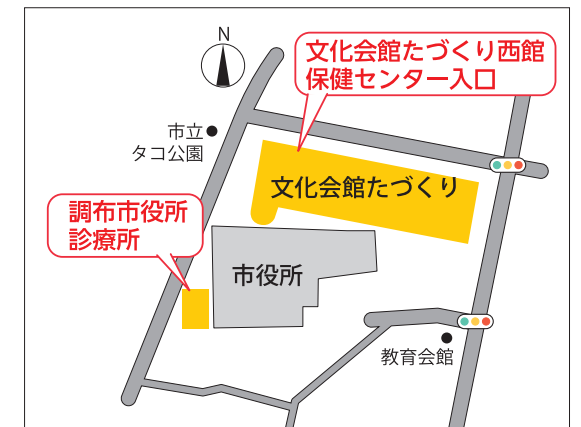 N
文化会館たづくり西館
保健センター入口
市立
タコ公園
文化会館たづくり
調布市役所
診療所
市役所
教育会館